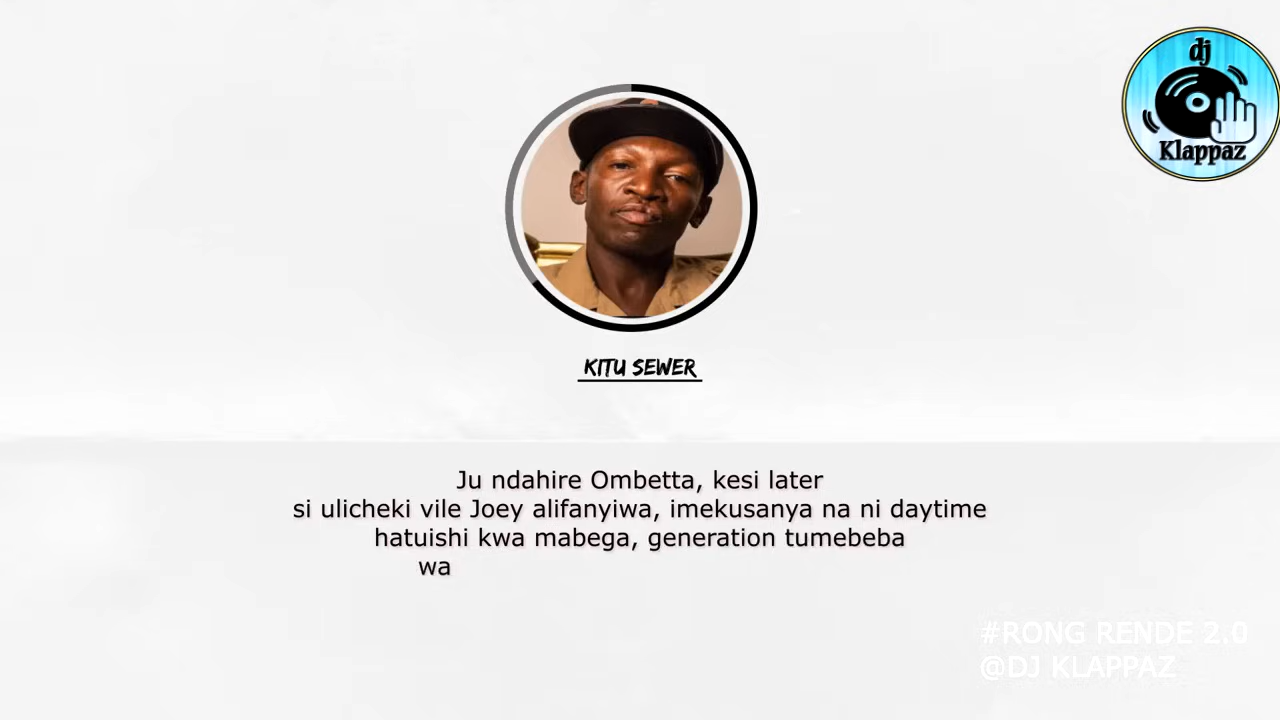 dj
Klappaz
KITU SEWER
Ju ndahire Ombetta, kesi later
si ulicheki vile Joey alifanyiwa, imekusanya na ni daytime
hatuishi kwa mabega, generation tumebeba
wa
#RONG RENDE 2.0
@DJ KLAPPAZ